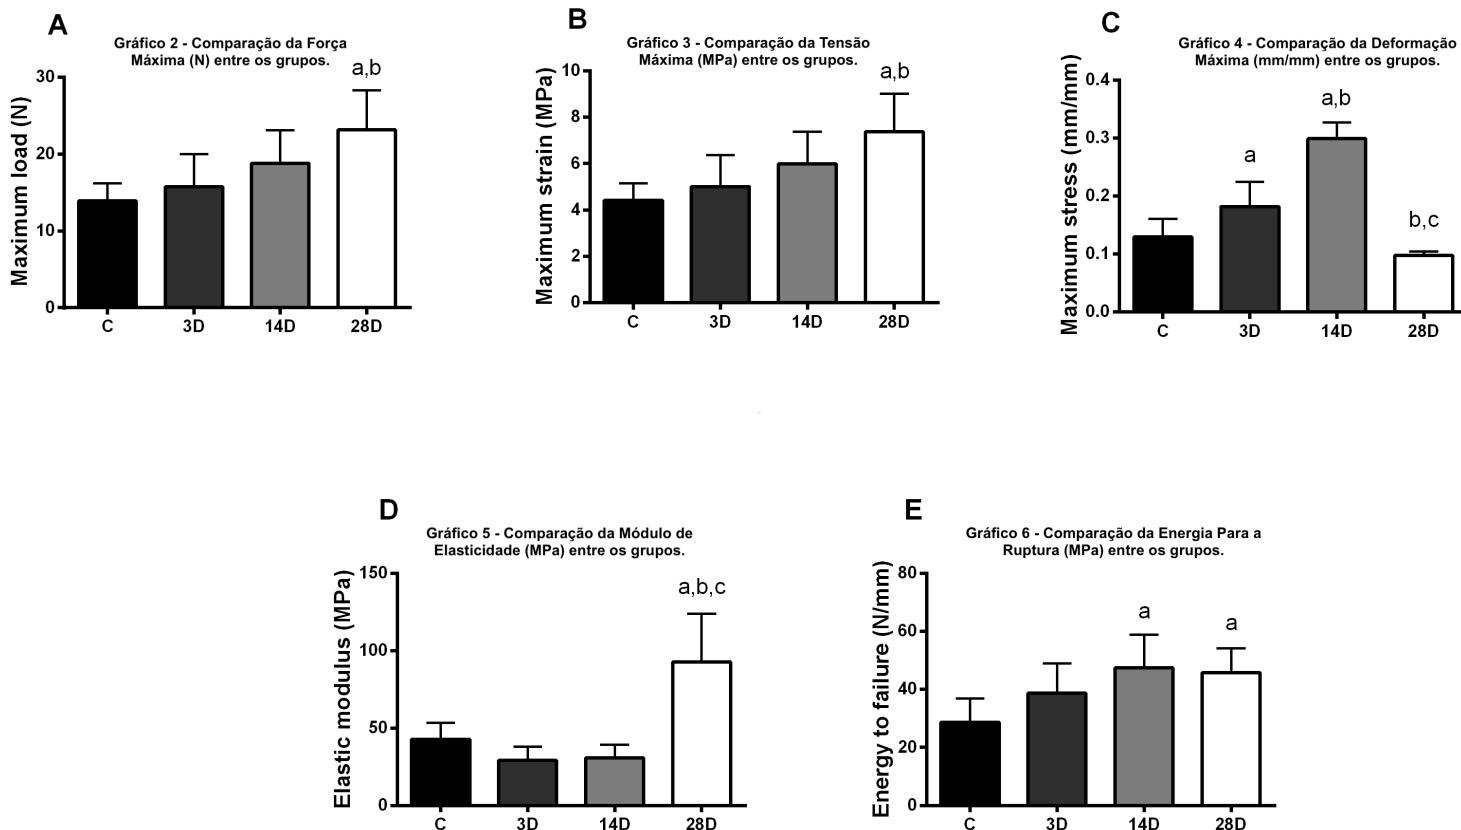 A
Gráfico 2 - Comparação da Força
Máxima (N) entre os grupos.
Maximum load (N)
30
20
10
0
a,b
C 3D 14D 28D
B
Gráfico 3 - Comparação da Tensão
Máxima (MPa) entre os grupos.
Maximum strain (MPa)
10
8
6
4
2
0
a,b
C 3D 14D 28D
C
Gráfico 4 - Comparação da Deformação
Máxima (mm/mm) entre os grupos.
Maximum stress (mm/mm)
0.4
0.3
0.2
0.1
0.0
a
a,b
b,c
C 3D 14D 28D
D
Gráfico 5 - Comparação da Módulo de
Elasticidade (MPa) entre os grupos.
Elastic modulus (MPa)
150
100
50
0
a,b,c
C 3D 14D 28D
E
Gráfico 6 - Comparação da Energia Para a
Ruptura (MPa) entre os grupos.
Energy to failure (N/mm)
80
60
40
20
0
a
a
C 3D 14D 28D